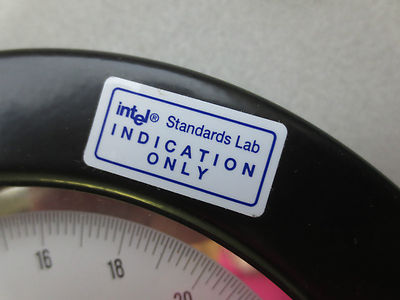 intel® Standards Lab
INDICATION
ONLY
16 18 20